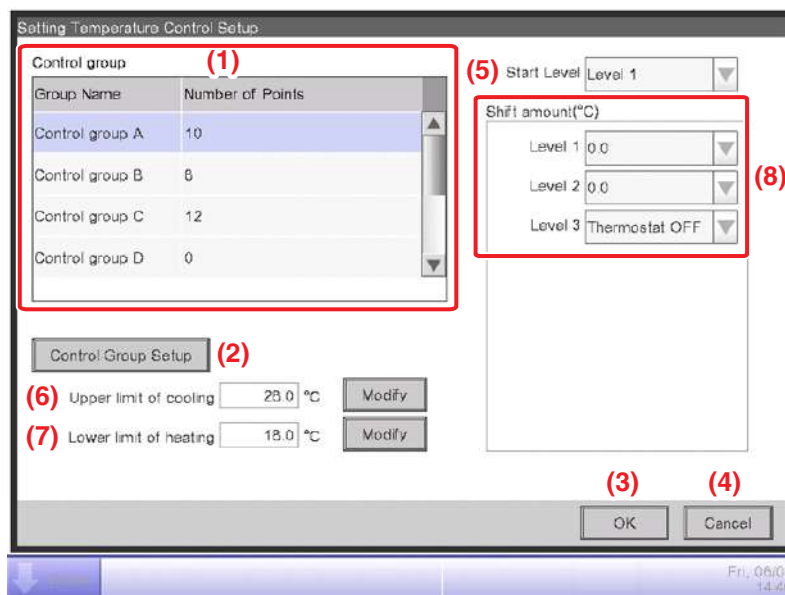 Setting Temperature Control Setup
Control group
(1)
Group Name Number of Points
Control group A 10
Control group B 8
Control group C 12
Control group D 0
Control Group Setup (2)
(6) Upper limit of cooling 28.0 °C Modify
(7) Lower limit of heating 18.0 °C Modify
(5) Start Level Level 1
Shift amount(°C)
Level 1 0.0
Level 2 0.0
Level 3 Thermostat OFF
(8)
(3) (4)
OK Cancel
Fri, 06/0